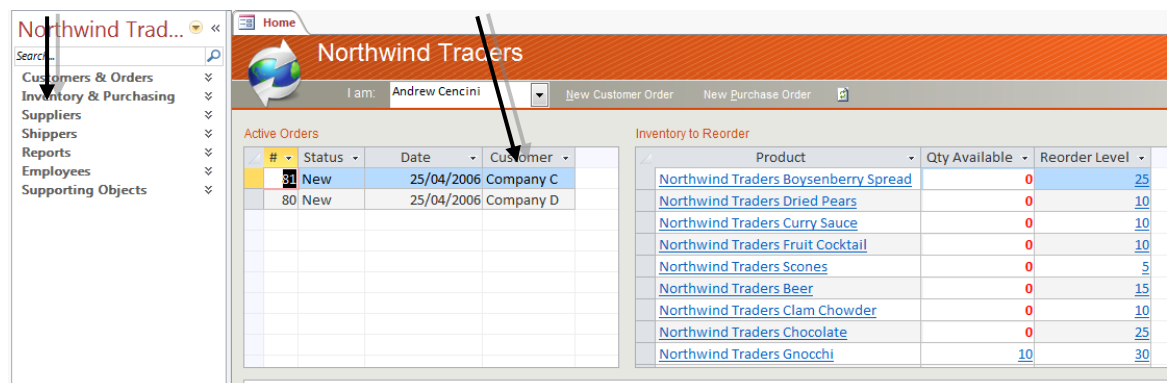 Northwind Trad...
Search...
Customers & Orders
Inventory & Purchasing
Suppliers
Shippers
Reports
Employees
Supporting Objects
Home
Northwind Traders
I am: Andrew Cencini New Customer Order New Purchase Order
Active Orders
# Status Date Customer
81 New 25/04/2006 Company C
80 New 25/04/2006 Company D
Inventory to Reorder
Product Qty Available Reorder Level
Northwind Traders Boysenberry Spread 0 25
Northwind Traders Dried Pears 0 10
Northwind Traders Curry Sauce 0 10
Northwind Traders Fruit Cocktail 0 10
Northwind Traders Scones 0 5
Northwind Traders Beer 0 15
Northwind Traders Clam Chowder 0 10
Northwind Traders Chocolate 0 25
Northwind Traders Gnocchi 10 30